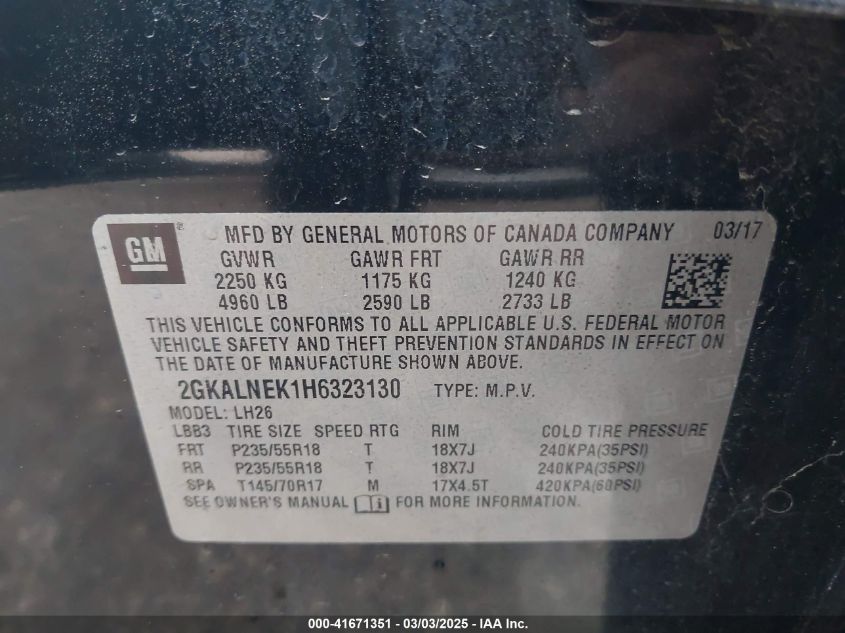 GM ®
MFD BY GENERAL MOTORS OF CANADA COMPANY 03/17
GVWR GAWR FRT GAWR RR
2250 KG 1175 KG 1240 KG
4960 LB 2590 LB 2733 LB
THIS VEHICLE CONFORMS TO ALL APPLICABLE U.S. FEDERAL MOTOR
VEHICLE SAFETY AND THEFT PREVENTION STANDARDS IN EFFECT ON
THE DATE OF MANUFACTURE SHOWN ABOVE.
2GKALNEK1H6323130 TYPE: M.P.V.
MODEL: LH26
LBB3 TIRE SIZE SPEED RTG RIM COLD TIRE PRESSURE
FRT P235/55R18 T 18X7J 240KPA(35PSI)
RR P235/55R18 T 18X7J 240KPA(35PSI)
SPA T145/70R17 M 17X4.5T 420KPA(60PSI)
SEE OWNER'S MANUAL FOR MORE INFORMATION.
000-41671351 - 03/03/2025 - IAA Inc.